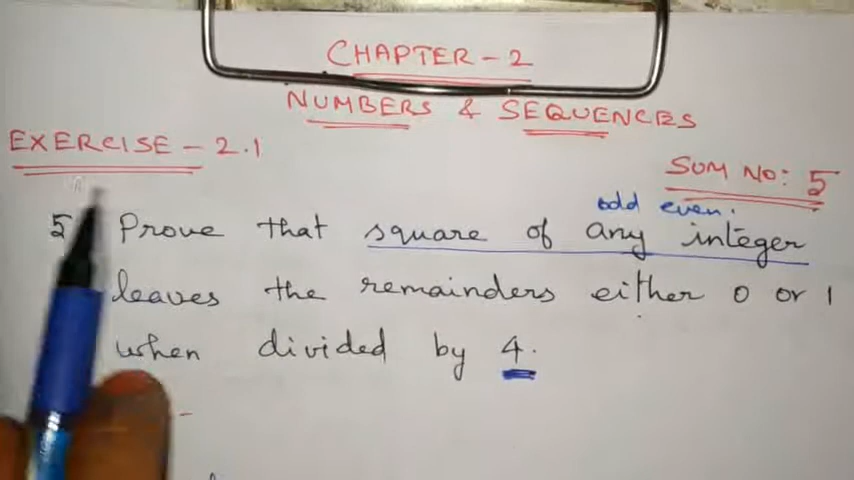 CHAPTER - 2
NUMBERS & SEQUENCES
EXERCISE - 2.1
SUM NO: 5
odd even.
5 Prove that square of any integer
leaves the remainders either 0 or 1
when divided by 4.